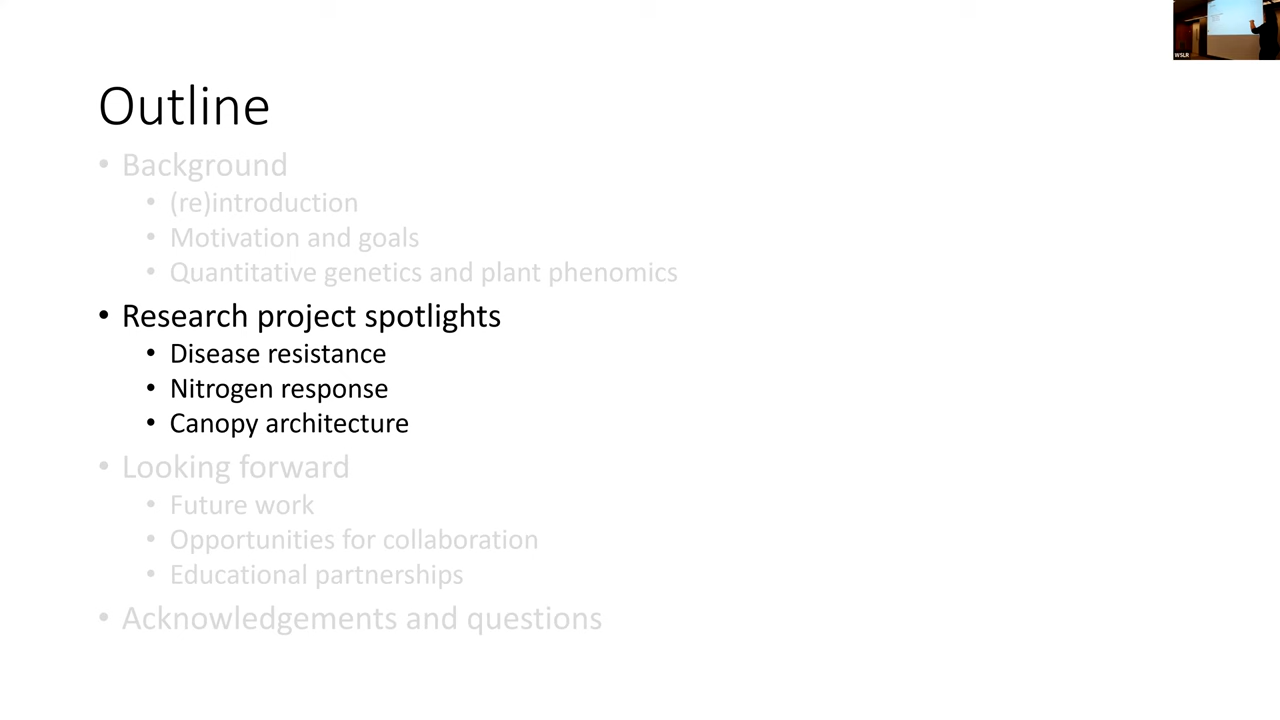 WSLR
Outline
• Background
• (re)introduction
• Motivation and goals
• Quantitative genetics and plant phenomics
• Research project spotlights
• Disease resistance
• Nitrogen response
• Canopy architecture
• Looking forward
• Future work
• Opportunities for collaboration
• Educational partnerships
• Acknowledgements and questions